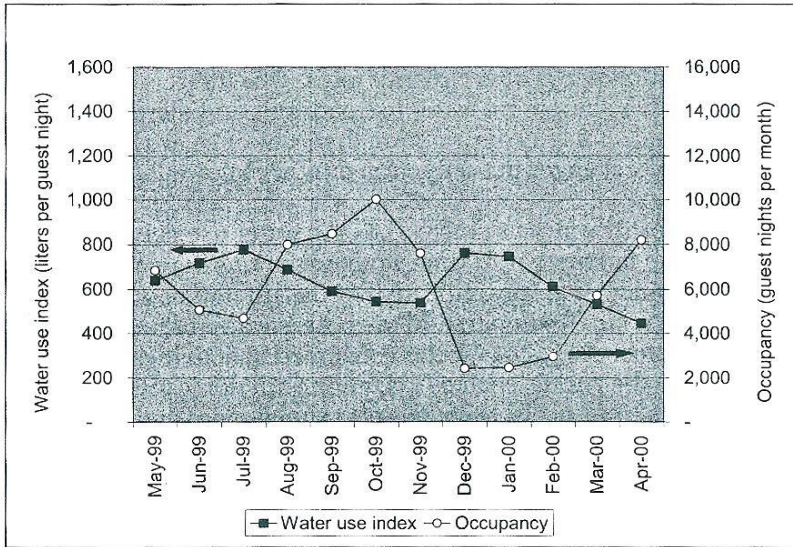 Water use index (liters per guest night)
1,600
1,400
1,200
1,000
800
600
400
200
-
16,000
14,000
12,000
10,000
8,000
6,000
4,000
2,000
-
Occupancy (guest nights per month)
May-99
Jun-99
Jul-99
Aug-99
Sep-99
Oct-99
Nov-99
Dec-99
Jan-00
Feb-00
Mar-00
Apr-00
Water use index
Occupancy